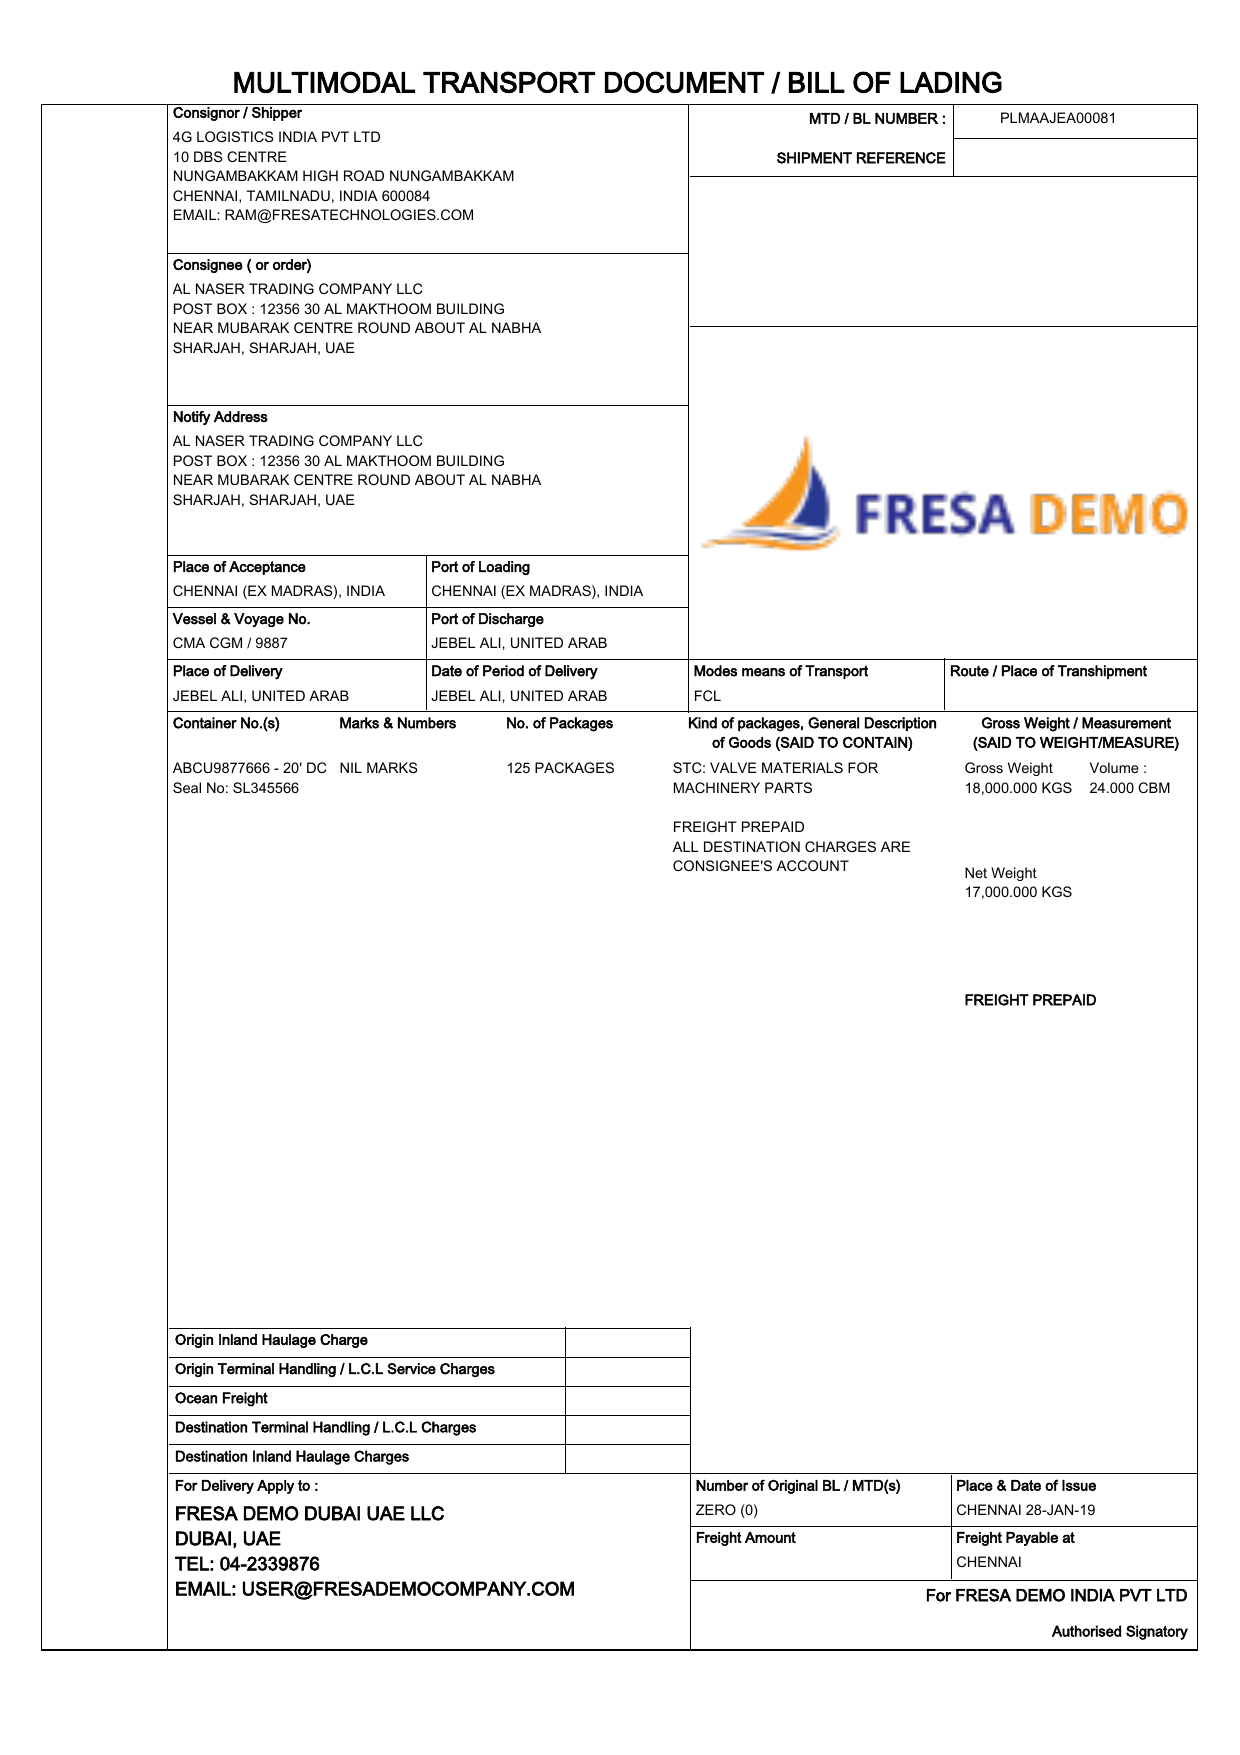 MULTIMODAL TRANSPORT DOCUMENT / BILL OF LADING
Consignor / Shipper
4G LOGISTICS INDIA PVT LTD
10 DBS CENTRE
NUNGAMBAKKAM HIGH ROAD NUNGAMBAKKAM
CHENNAI, TAMILNADU, INDIA 600084
EMAIL: RAM@FRESATECHNOLOGIES.COM
MTD / BL NUMBER : PLMAAJEA00081
SHIPMENT REFERENCE
Consignee ( or order)
AL NASER TRADING COMPANY LLC
POST BOX : 12356 30 AL MAKTHOOM BUILDING
NEAR MUBARAK CENTRE ROUND ABOUT AL NABHA
SHARJAH, SHARJAH, UAE
Notify Address
AL NASER TRADING COMPANY LLC
POST BOX : 12356 30 AL MAKTHOOM BUILDING
NEAR MUBARAK CENTRE ROUND ABOUT AL NABHA
SHARJAH, SHARJAH, UAE
FRESA DEMO
Place of Acceptance
CHENNAI (EX MADRAS), INDIA
Port of Loading
CHENNAI (EX MADRAS), INDIA
Vessel & Voyage No.
CMA CGM / 9887
Port of Discharge
JEBEL ALI, UNITED ARAB
Place of Delivery
JEBEL ALI, UNITED ARAB
Date of Period of Delivery
JEBEL ALI, UNITED ARAB
Modes means of Transport
FCL
Route / Place of Transhipment
Container No.(s)
Marks & Numbers
No. of Packages
Kind of packages, General Description
of Goods (SAID TO CONTAIN)
Gross Weight / Measurement
(SAID TO WEIGHT/MEASURE)
ABCU9877666 - 20' DC
Seal No: SL345566
NIL MARKS
125 PACKAGES
STC: VALVE MATERIALS FOR
MACHINERY PARTS
FREIGHT PREPAID
ALL DESTINATION CHARGES ARE
CONSIGNEE'S ACCOUNT
Gross Weight
18,000.000 KGS
Volume :
24.000 CBM
Net Weight
17,000.000 KGS
FREIGHT PREPAID
Origin Inland Haulage Charge
Origin Terminal Handling / L.C.L Service Charges
Ocean Freight
Destination Terminal Handling / L.C.L Charges
Destination Inland Haulage Charges
For Delivery Apply to :
FRESA DEMO DUBAI UAE LLC
DUBAI, UAE
TEL: 04-2339876
EMAIL: USER@FRESADEMOCOMPANY.COM
Number of Original BL / MTD(s)
ZERO (0)
Place & Date of Issue
CHENNAI 28-JAN-19
Freight Amount
Freight Payable at
CHENNAI
For FRESA DEMO INDIA PVT LTD
Authorised Signatory